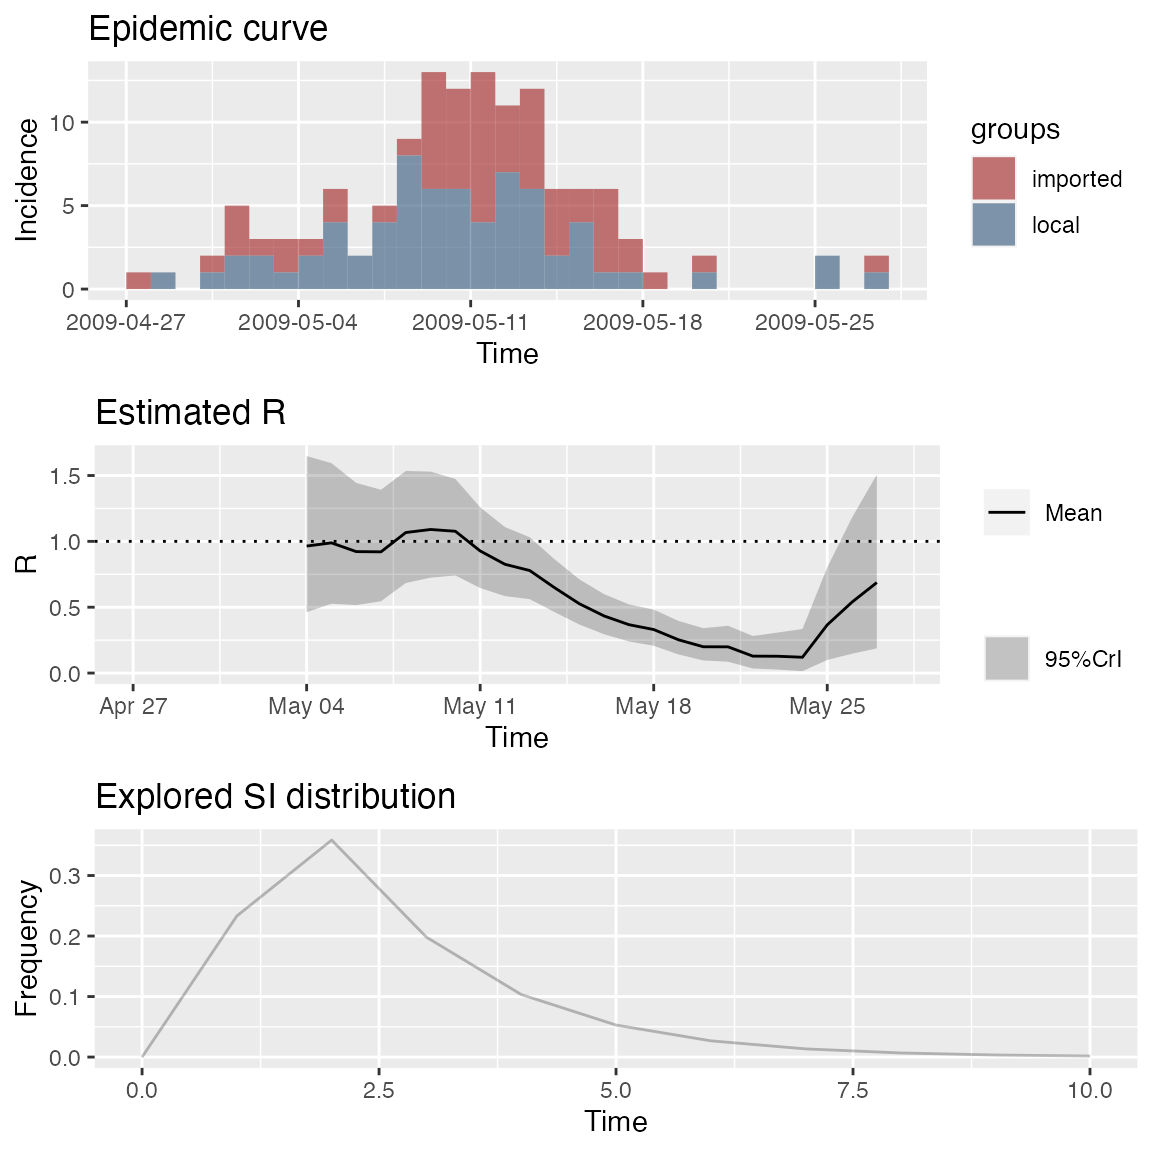 Epidemic curve
Incidence
10
5
0
2009-04-27 2009-05-04 2009-05-11 2009-05-18 2009-05-25
Time
groups
imported
local
Estimated R
R
1.5
1.0
0.5
0.0
Apr 27 May 04 May 11 May 18 May 25
Time
Mean
95%CrI
Explored SI distribution
Frequency
0.3
0.2
0.1
0.0
0.0 2.5 5.0 7.5 10.0
Time